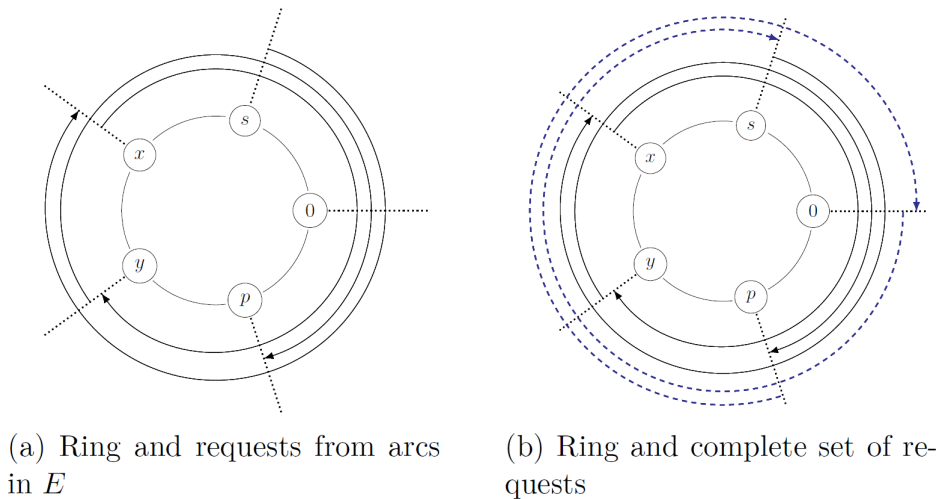 s
x
0
y
p
s
x
0
y
p
(a) Ring and requests from arcs
in E
(b) Ring and complete set of re-
quests